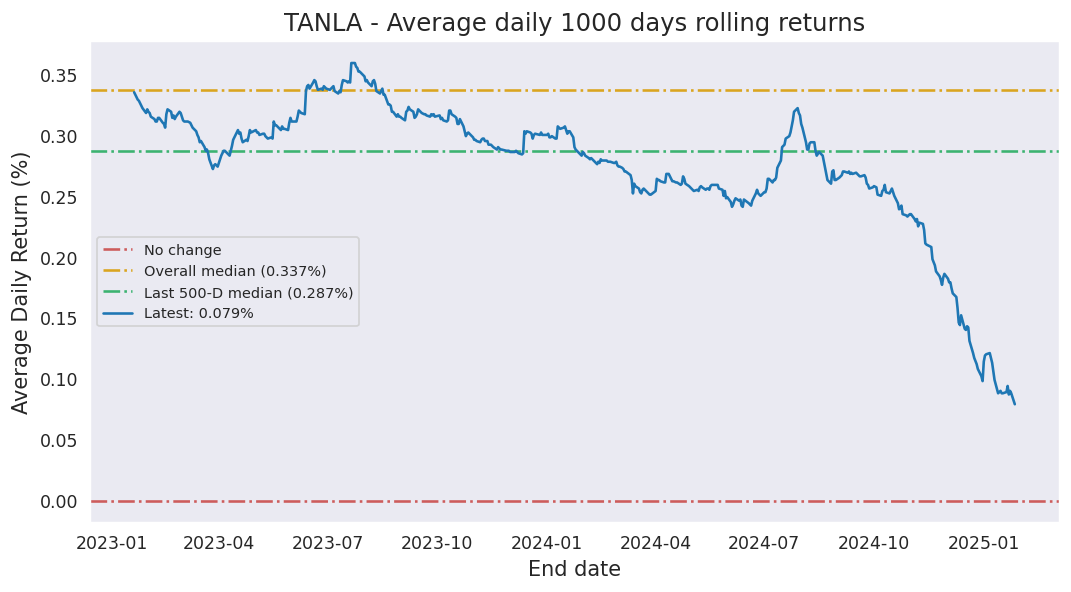 TANLA - Average daily 1000 days rolling returns
Average Daily Return (%)
0.35
0.30
0.25
0.20
0.15
0.10
0.05
0.00
No change
Overall median (0.337%)
Last 500-D median (0.287%)
Latest: 0.079%
2023-01 2023-04 2023-07 2023-10 2024-01 2024-04 2024-07 2024-10 2025-01
End date